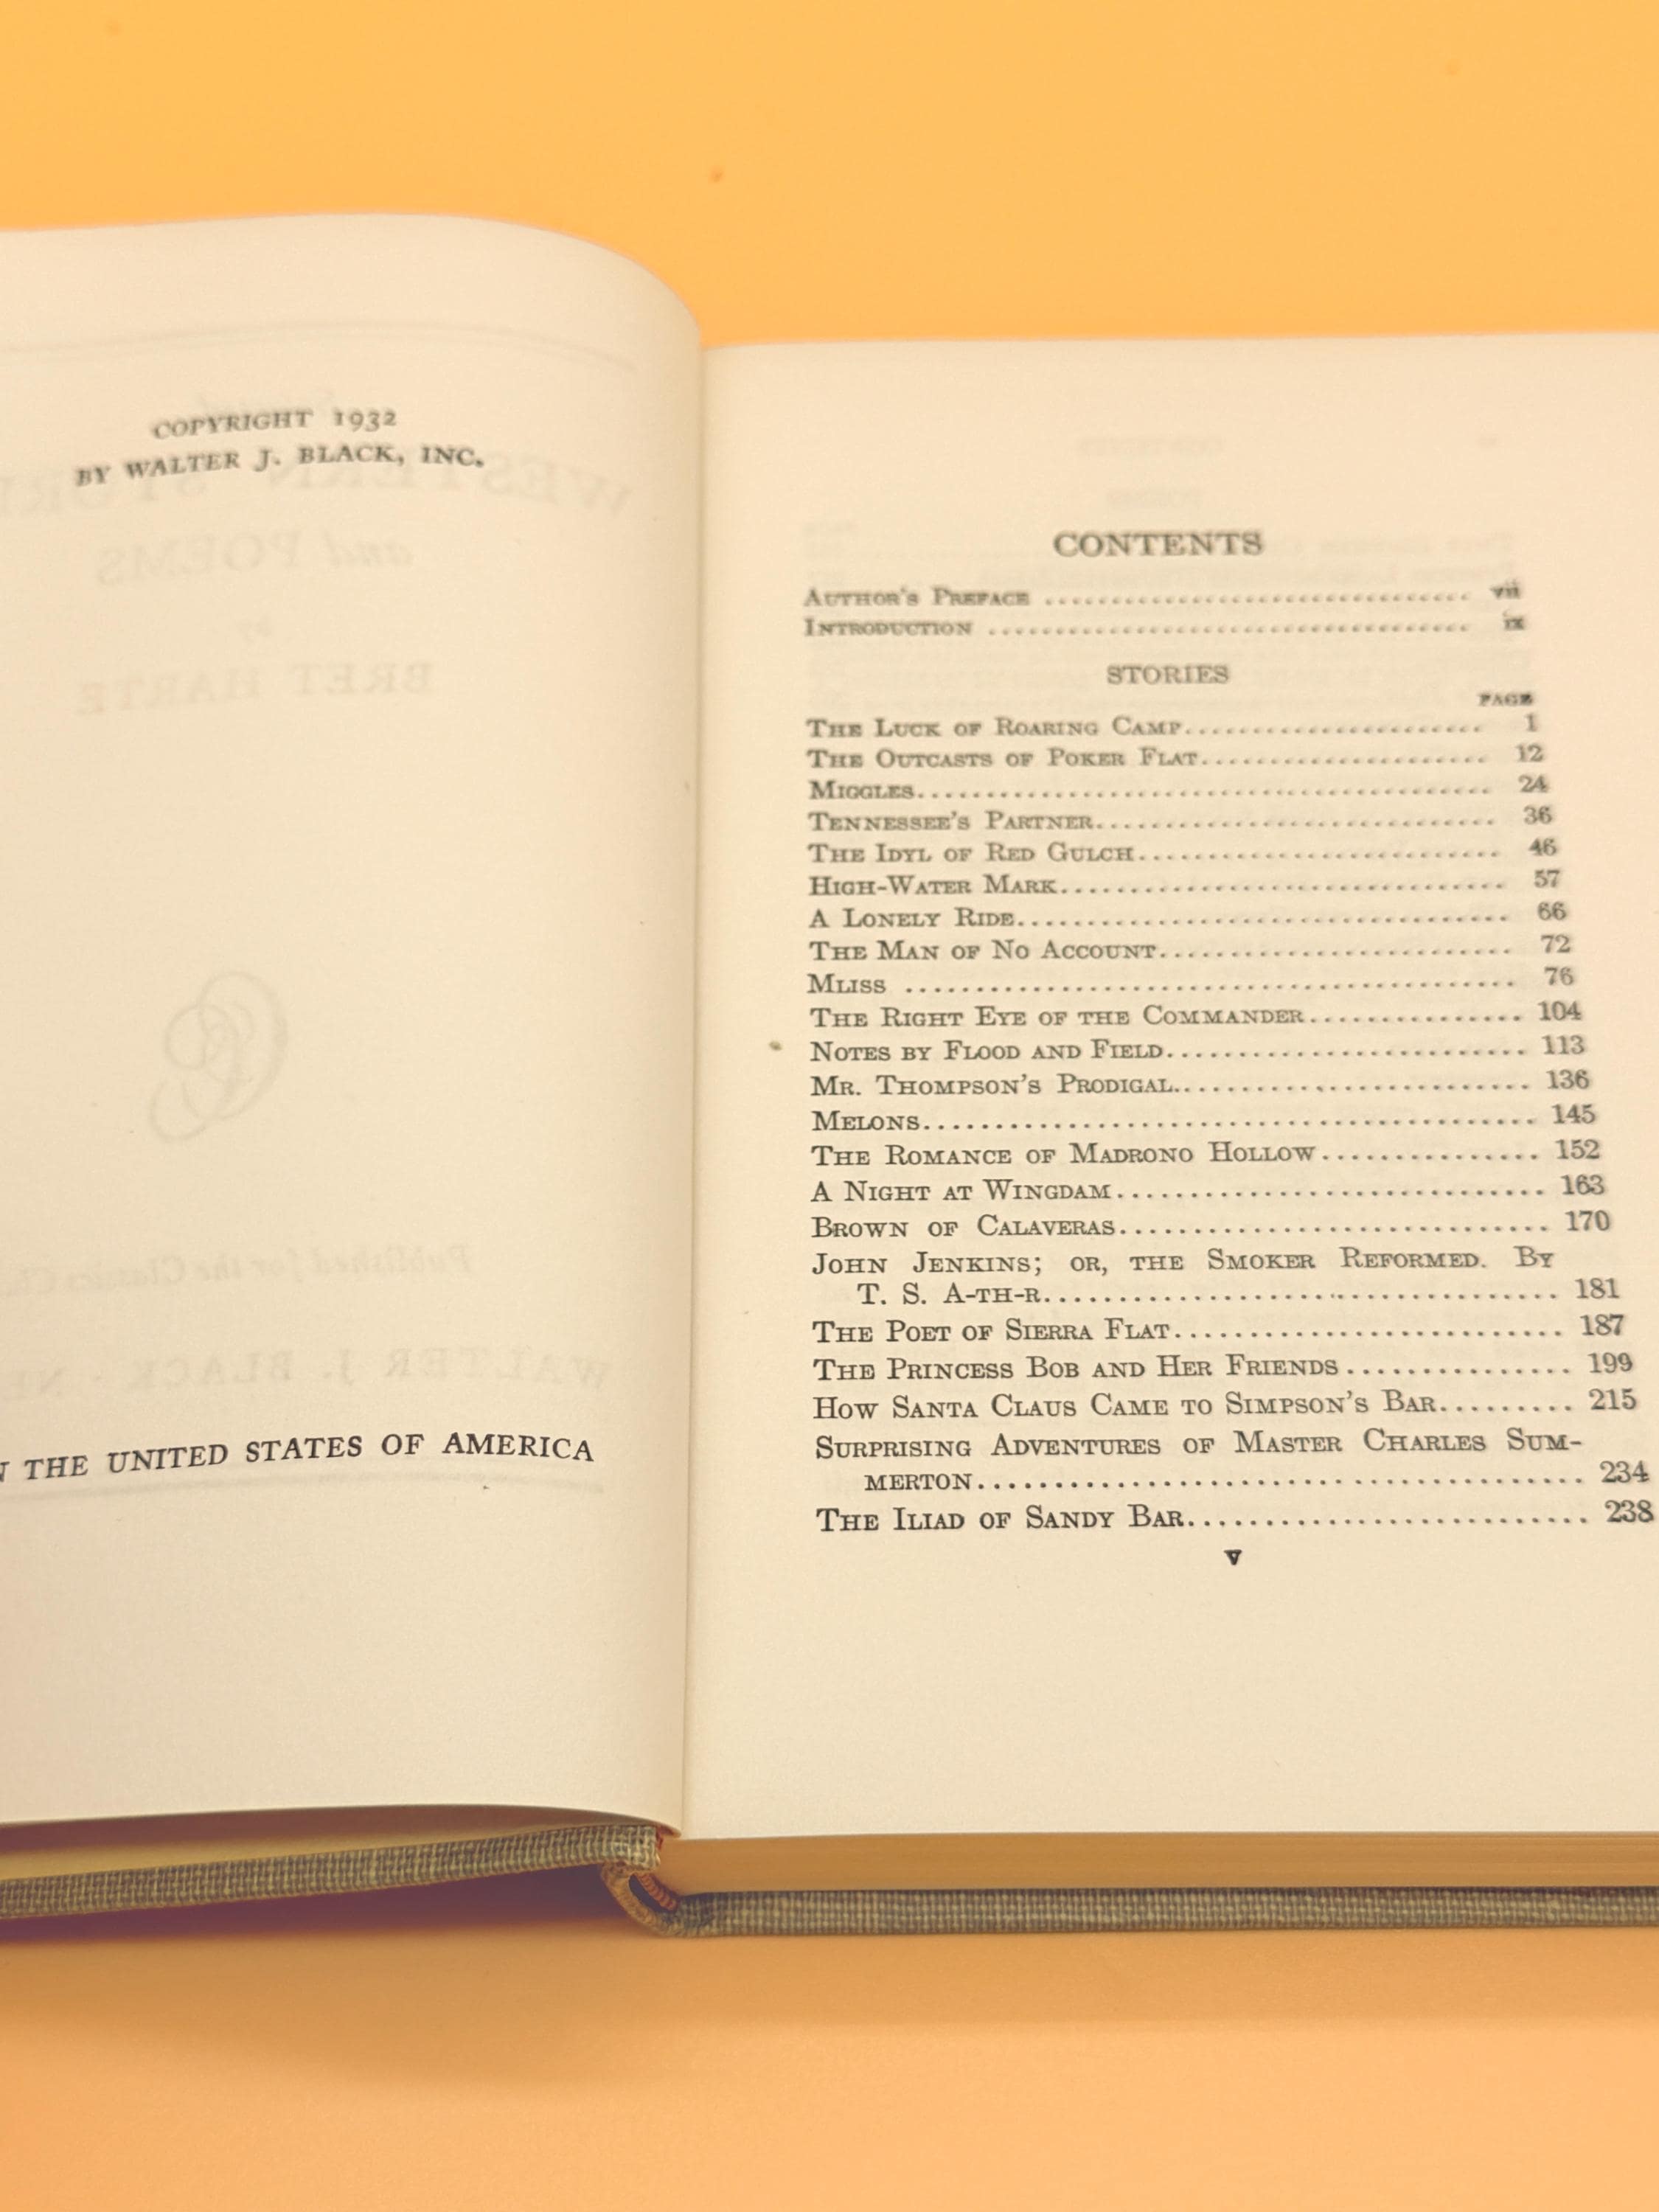 COPYRIGHT 1932
BY WALTER J. BLACK, INC.
THE UNITED STATES OF AMERICA
CONTENTS
AUTHOR'S PREFACE ................................ vii
INTRODUCTION .................................... ix
STORIES
PAGE
THE LUCK OF ROARING CAMP....................... 1
THE OUTCASTS OF POKER FLAT..................... 12
MIGGLES........................................ 24
TENNESSEE'S PARTNER............................ 36
THE IDYL OF RED GULCH.......................... 46
HIGH-WATER MARK................................ 57
A LONELY RIDE.................................. 66
THE MAN OF NO ACCOUNT.......................... 72
MLISS ......................................... 76
THE RIGHT EYE OF THE COMMANDER................ 104
NOTES BY FLOOD AND FIELD....................... 113
MR. THOMPSON'S PRODIGAL........................ 136
MELONS......................................... 145
THE ROMANCE OF MADRONO HOLLOW............... 152
A NIGHT AT WINGDAM............................. 163
BROWN OF CALAVERAS............................. 170
JOHN JENKINS; OR, THE SMOKER REFORMED. BY
T. S. A-TH-R................................... 181
THE POET OF SIERRA FLAT........................ 187
THE PRINCESS BOB AND HER FRIENDS............... 199
HOW SANTA CLAUS CAME TO SIMPSON'S BAR......... 215
SURPRISING ADVENTURES OF MASTER CHARLES SUM-
MERTON........................................ 234
THE ILIAD OF SANDY BAR......................... 238
v